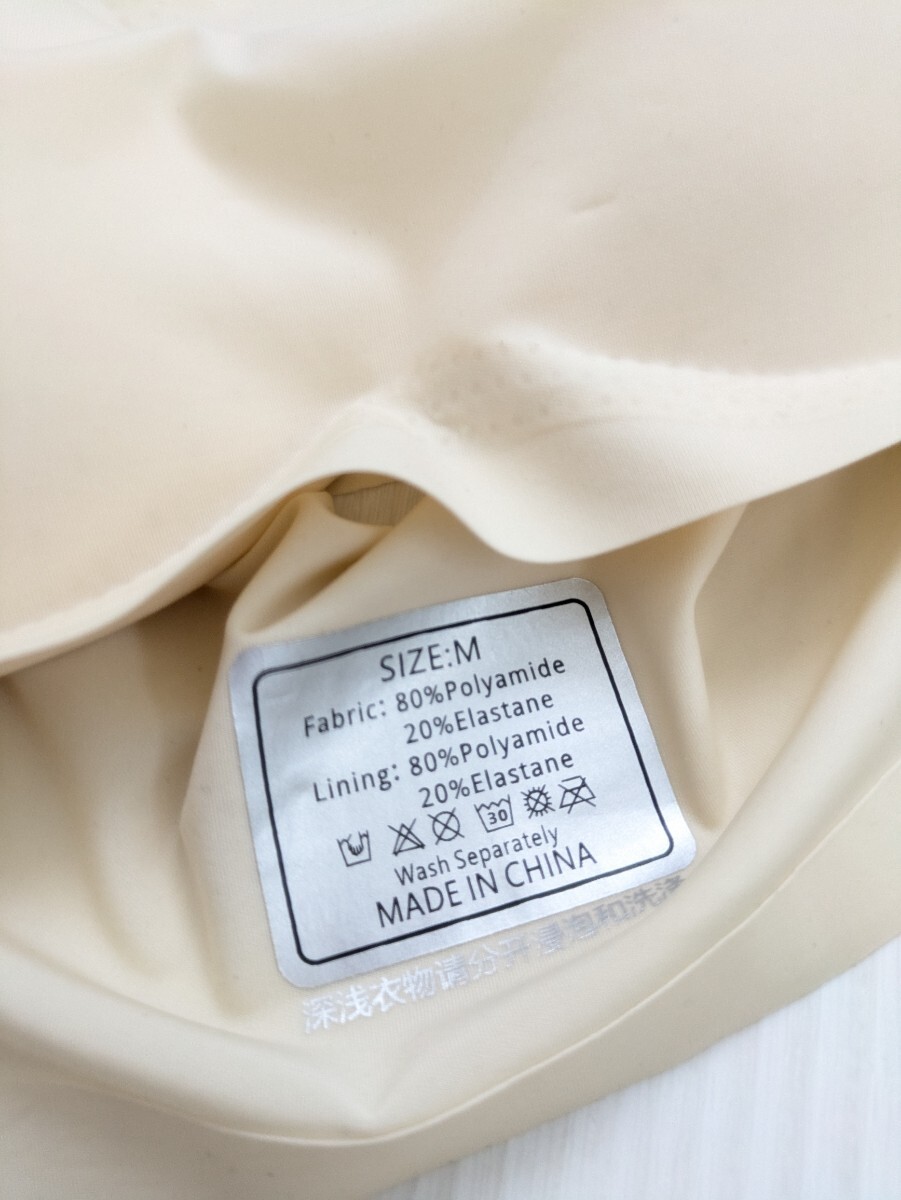 SIZE:M
Fabric: 80%Polyamide
20%Elastane
Lining: 80%Polyamide
20%Elastane
30
Wash Separately
MADE IN CHINA
深浅衣物请分开浸泡和洗涤